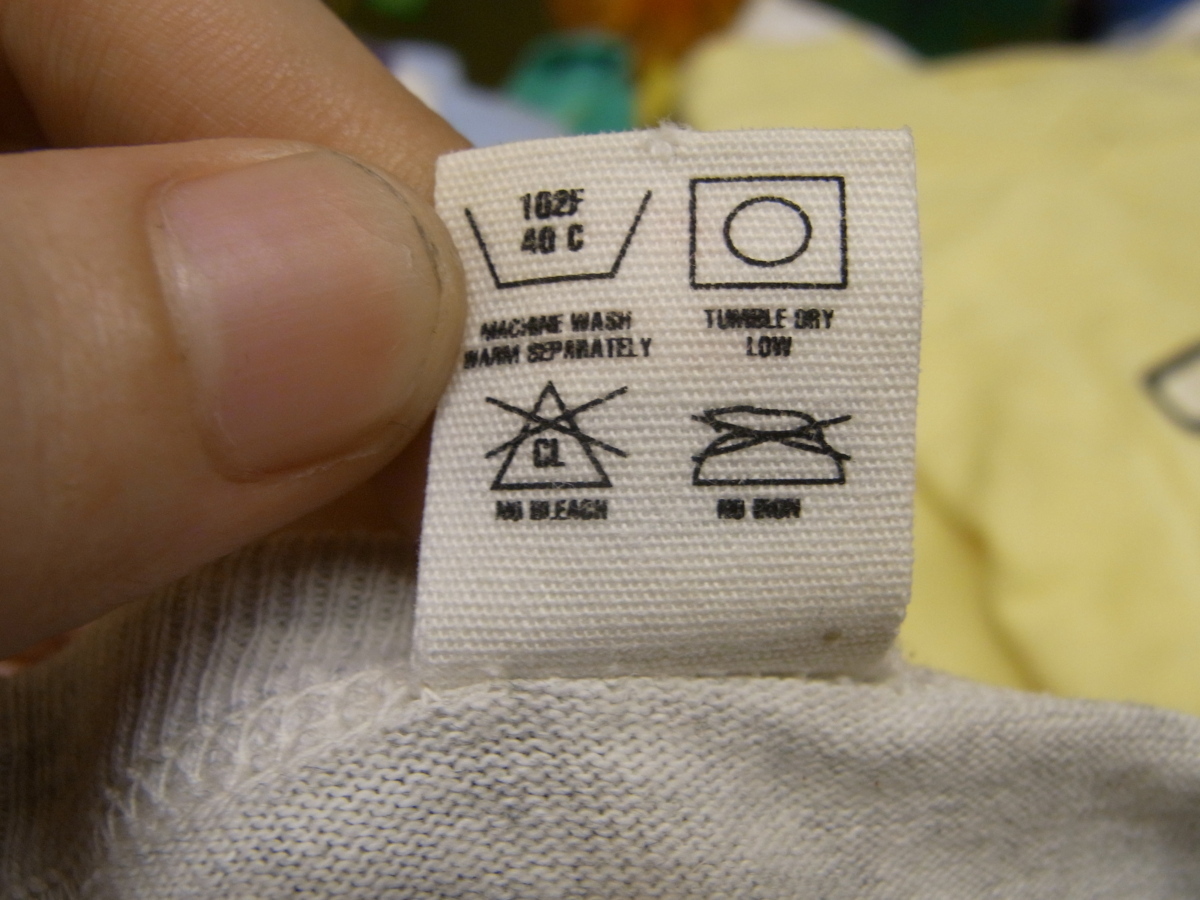 102F
40 C
MACHINE WASH
WARM SEPARATELY
TUMBLE DRY
LOW
CL
NO BLEACH
NO IRON